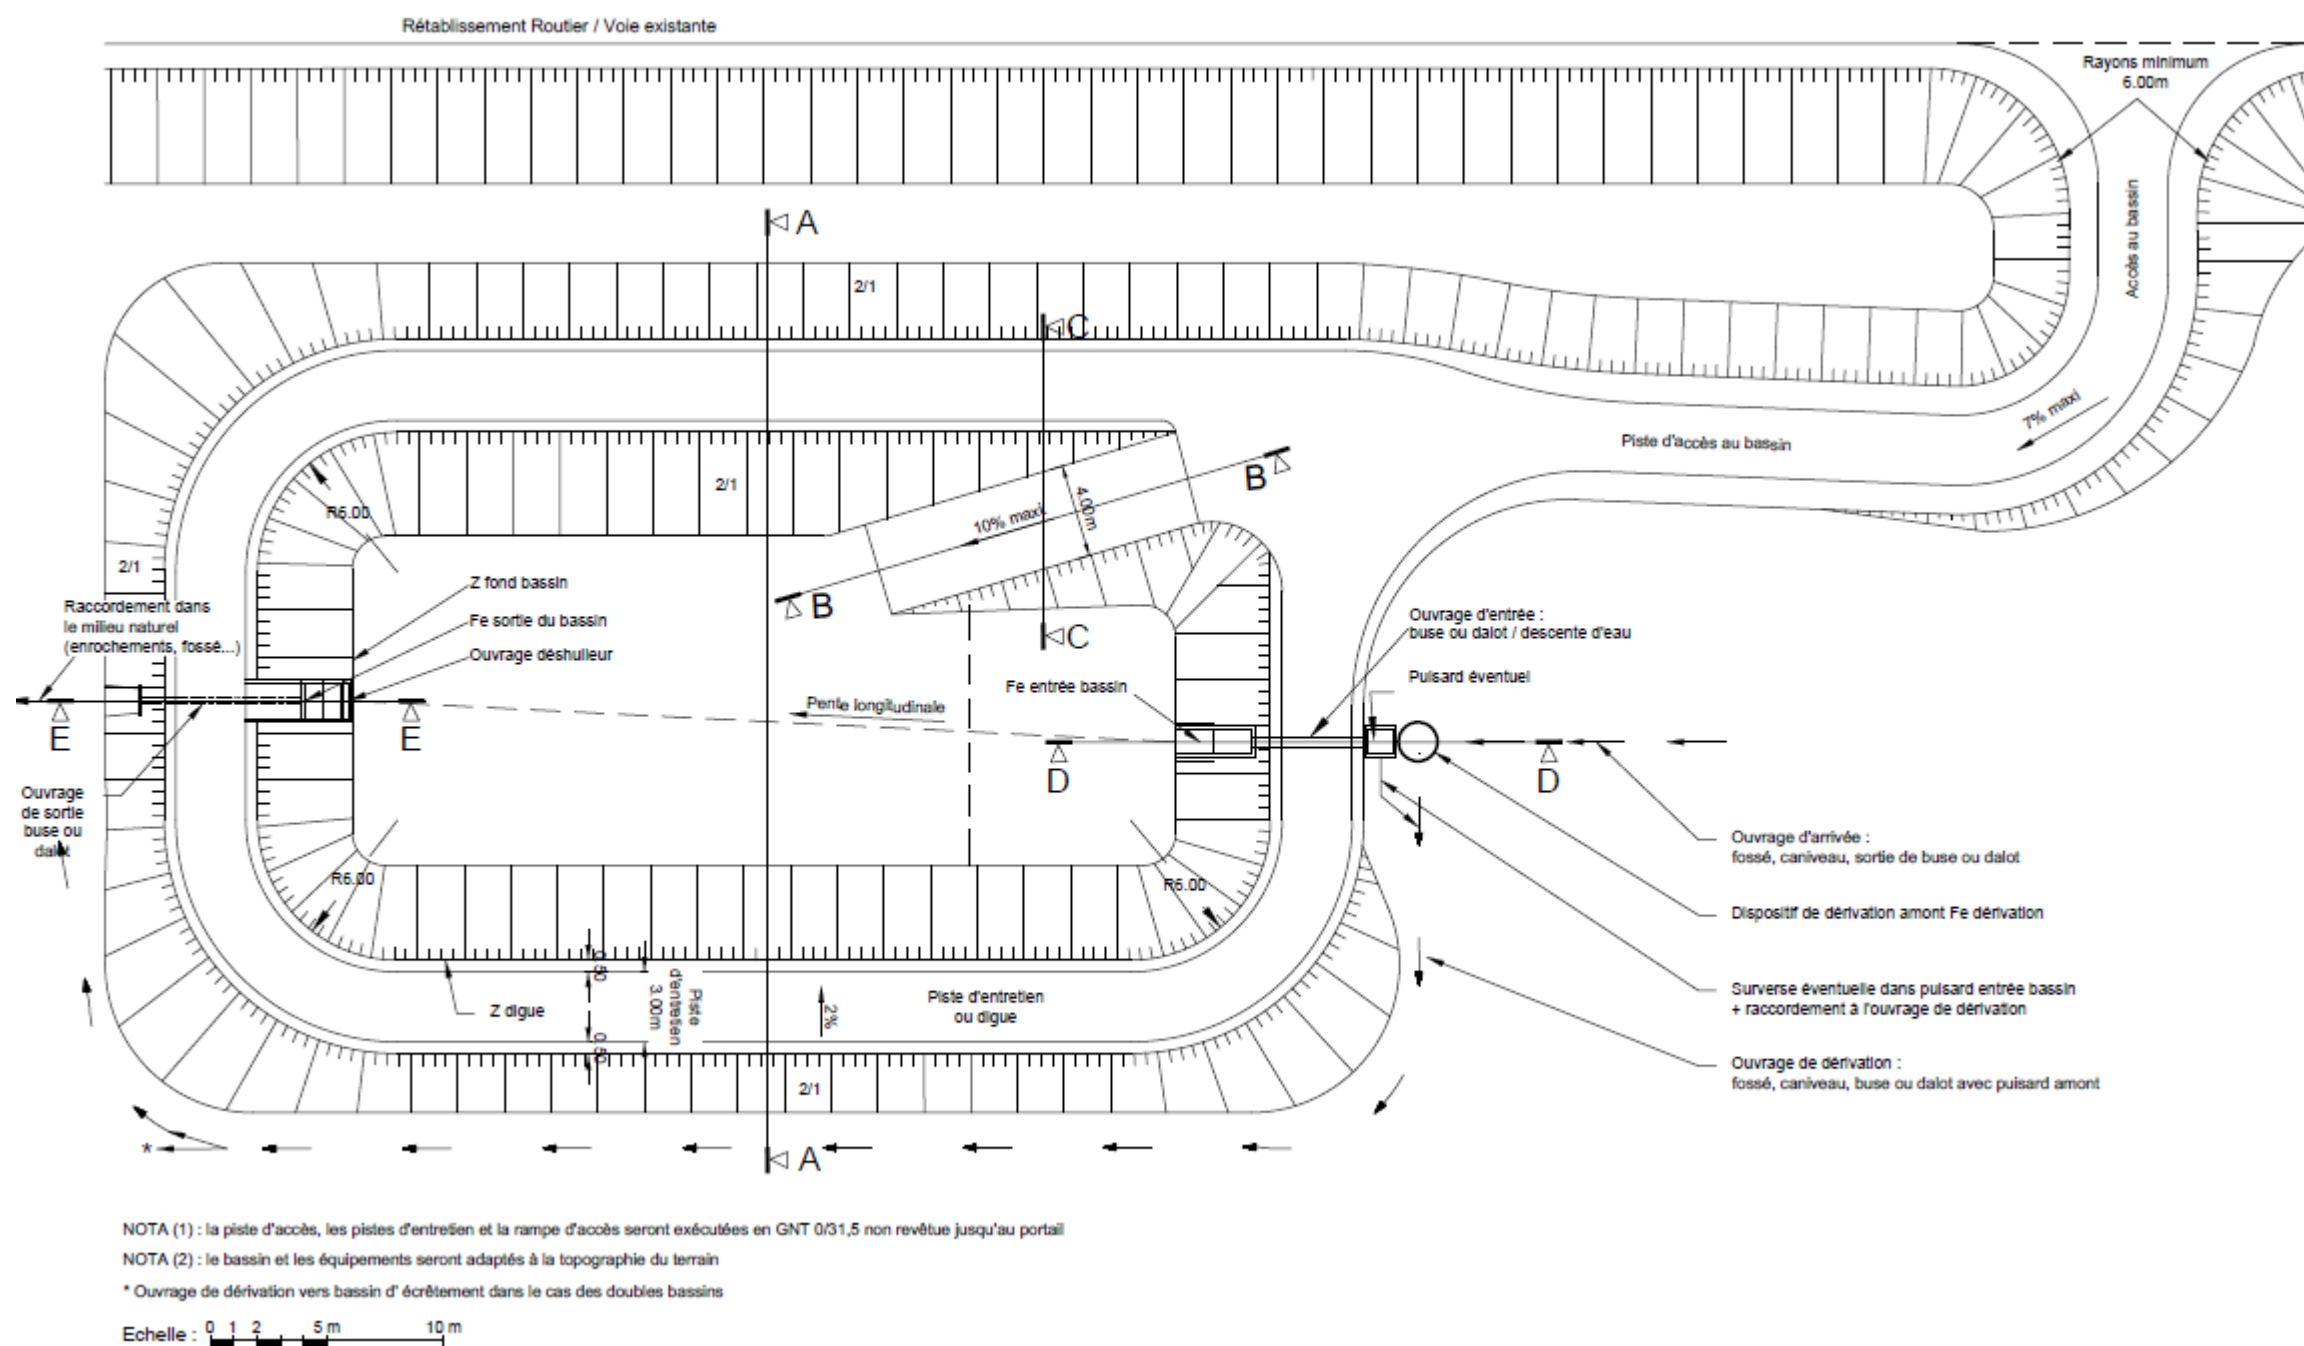 Rétablissement Routier / Voie existante
Rayons minimum
6.00m
A
Accès au bassin
2/1
C
7% maxi
Piste d'accès au bassin
B
2/1
4.00m
10% maxi
R6.00
2/1
Z fond bassin
B
Raccordement dans
le milieu naturel
(enrochements, fossé...)
Fe sortie du bassin
Ouvrage déshuileur
C
Ouvrage d'entrée :
buse ou dalot / descente d'eau
Puisard éventuel
Fe entrée bassin
Pente longitudinale
E
E
D
D
Ouvrage
de sortie
buse ou
dalot
Ouvrage d'arrivée :
fossé, caniveau, sortie de buse ou dalot
R6.00
R6.00
Dispositif de dérivation amont Fe dérivation
0.50
Piste
d'entretien
3.00m
Z digue
2%
Piste d'entretien
ou digue
Surverse éventuelle dans puisard entrée bassin
+ raccordement à l'ouvrage de dérivation
0.50
Ouvrage de dérivation :
fossé, caniveau, buse ou dalot avec puisard amont
2/1
*
A
NOTA (1) : la piste d'accès, les pistes d'entretien et la rampe d'accès seront exécutées en GNT 0/31,5 non revêtue jusqu'au portail
NOTA (2) : le bassin et les équipements seront adaptés à la topographie du terrain
* Ouvrage de dérivation vers bassin d' écrêtement dans le cas des doubles bassins
Echelle : 0 1 2 5 m 10 m